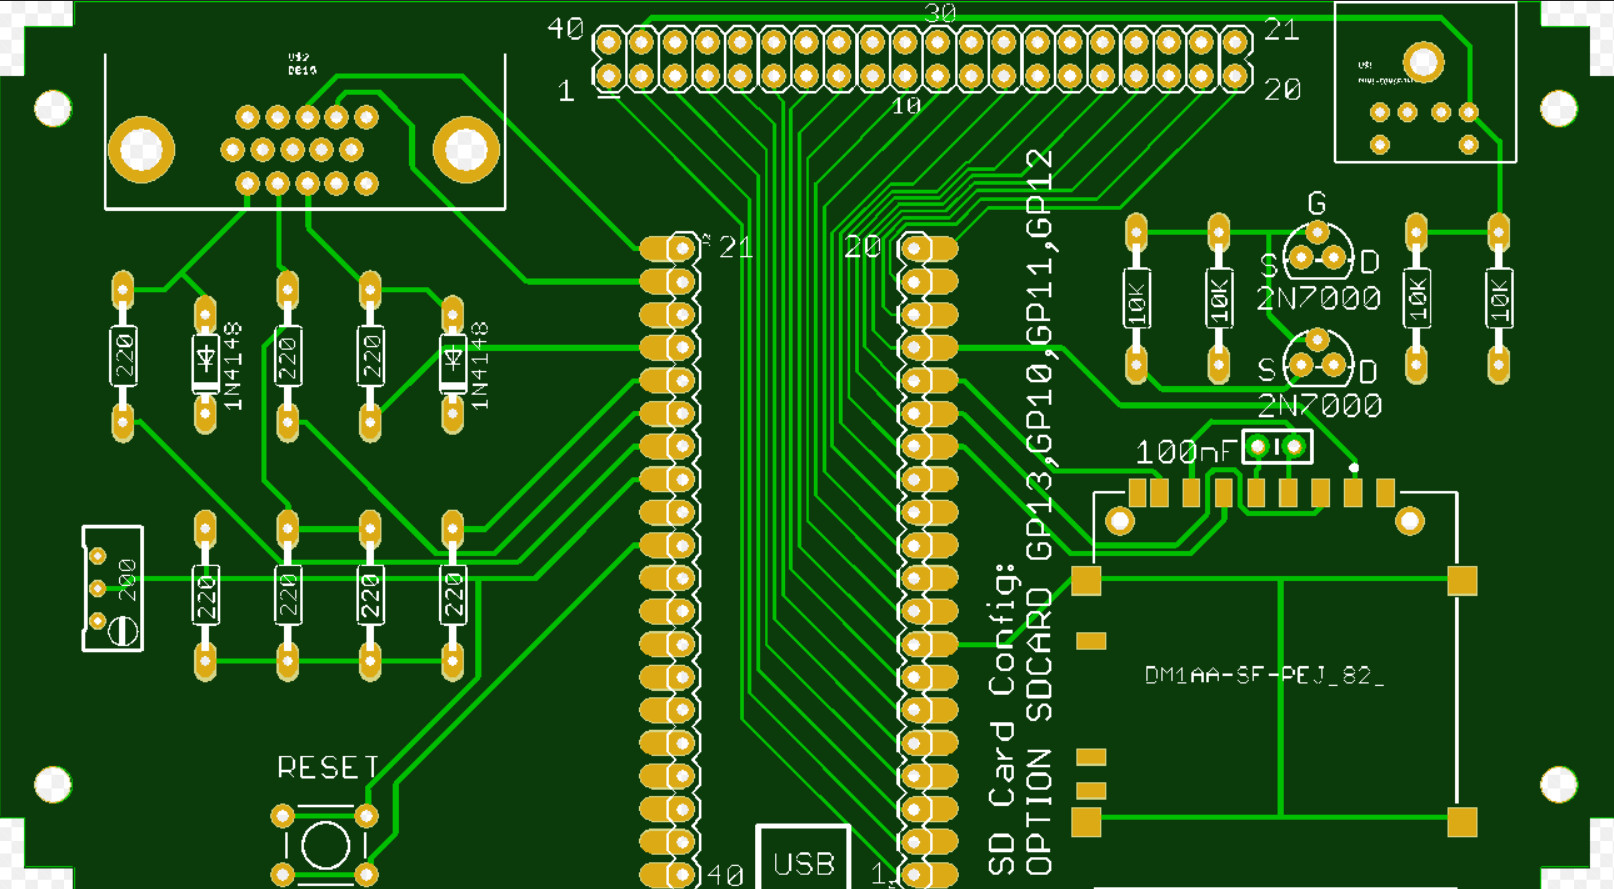 40
30
21
1
10
20
21
20
G
S
D
2N7000
S
D
2N7000
10K
10K
10K
10K
220
1N4148
220
220
1N4148
100nF
200
220
220
220
220
DM1AA-SF-PEJ_82_
SD Card Config:
OPTION SDCARD GP13,GP10,GP11,GP12
RESET
USB
40
1